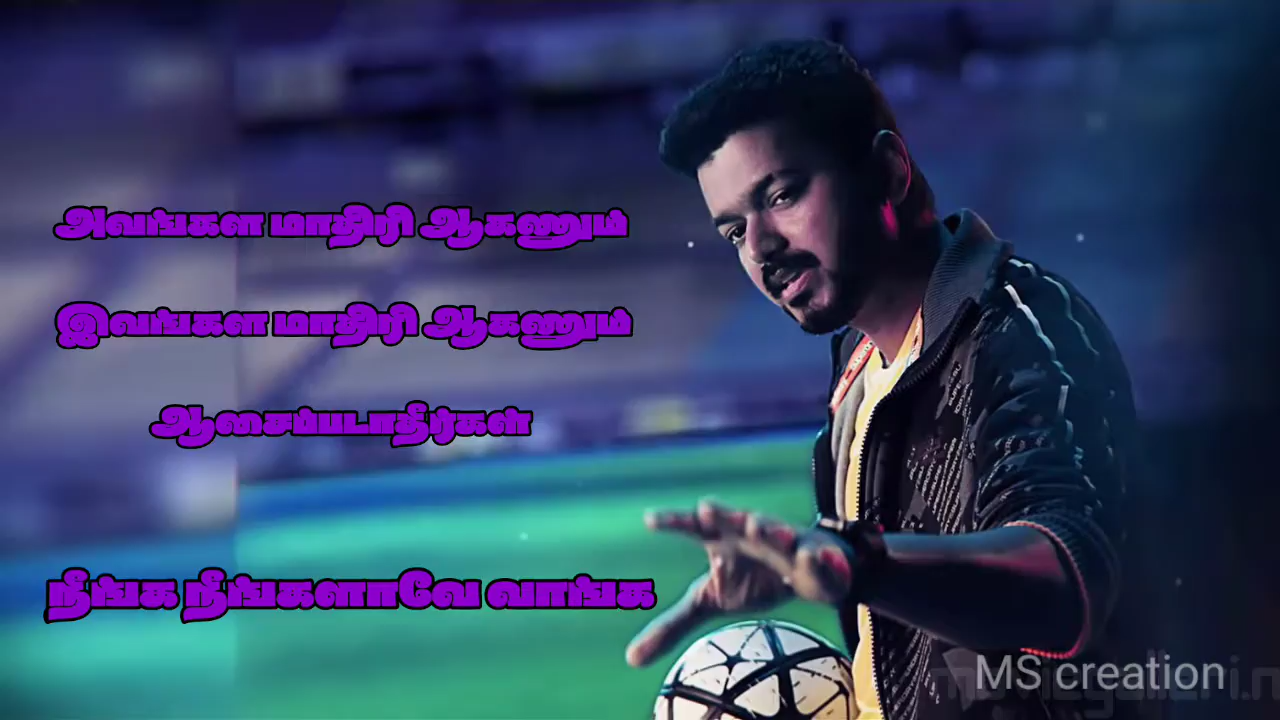 அவங்கள மாதிரி ஆகணும்
இவங்கள மாதிரி ஆகணும்
ஆசைப்படாதீர்கள்
நீங்க நீங்களாவே வாங்க
MS creation